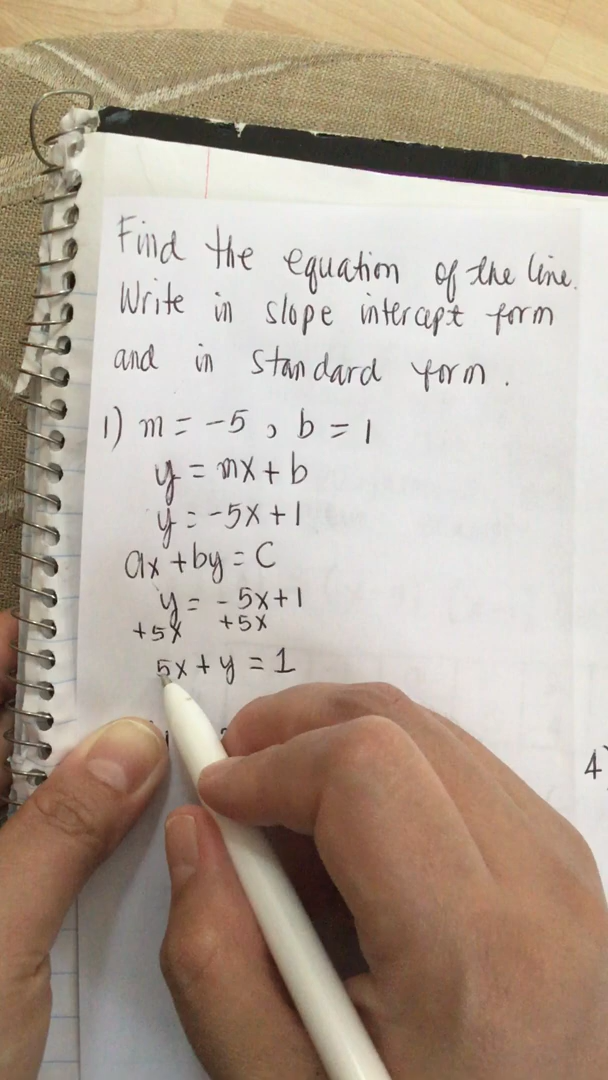 Find the equation of the line.
Write in slope intercept form
and in standard form.
1) m = -5, b = 1
y = mx + b
y = -5x + 1
ax + by = C
y = -5x + 1
+5x +5x
5x + y = 1
4)